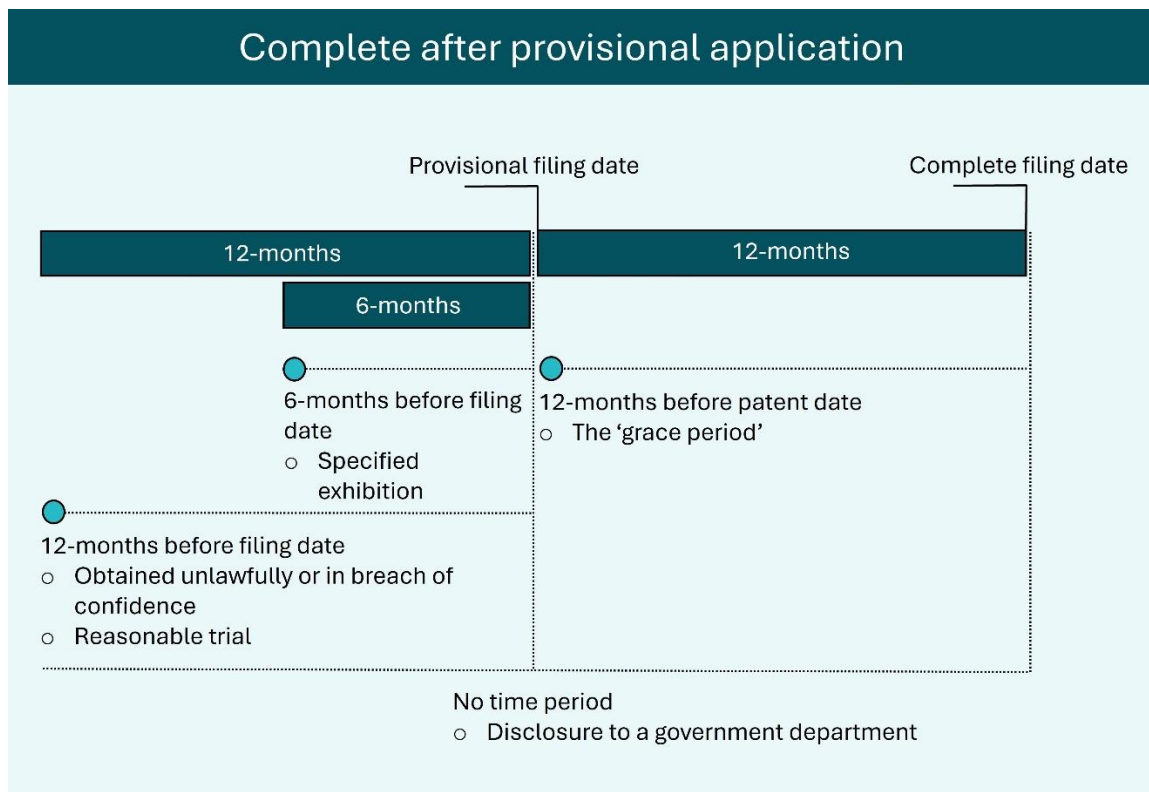 Complete after provisional application
Provisional filing date
Complete filing date
12-months
12-months
6-months
6-months before filing
date
o Specified
exhibition
12-months before patent date
o The ‘grace period’
12-months before filing date
o Obtained unlawfully or in breach of
confidence
o Reasonable trial
No time period
o Disclosure to a government department